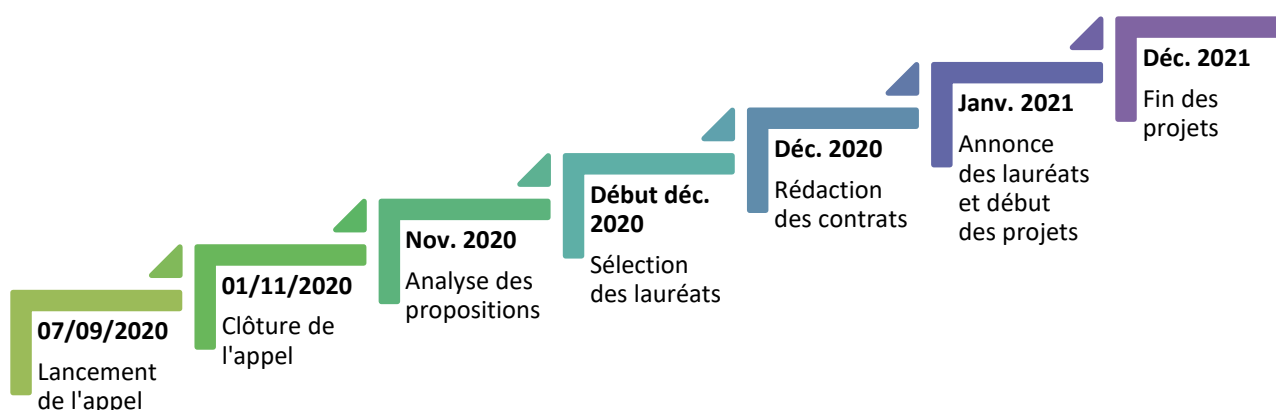 07/09/2020
Lancement
de l'appel
01/11/2020
Clôture de
l'appel
Nov. 2020
Analyse des
propositions
Début déc.
2020
Sélection
des lauréats
Déc. 2020
Rédaction
des contrats
Janv. 2021
Annonce
des lauréats
et début
des projets
Déc. 2021
Fin des
projets